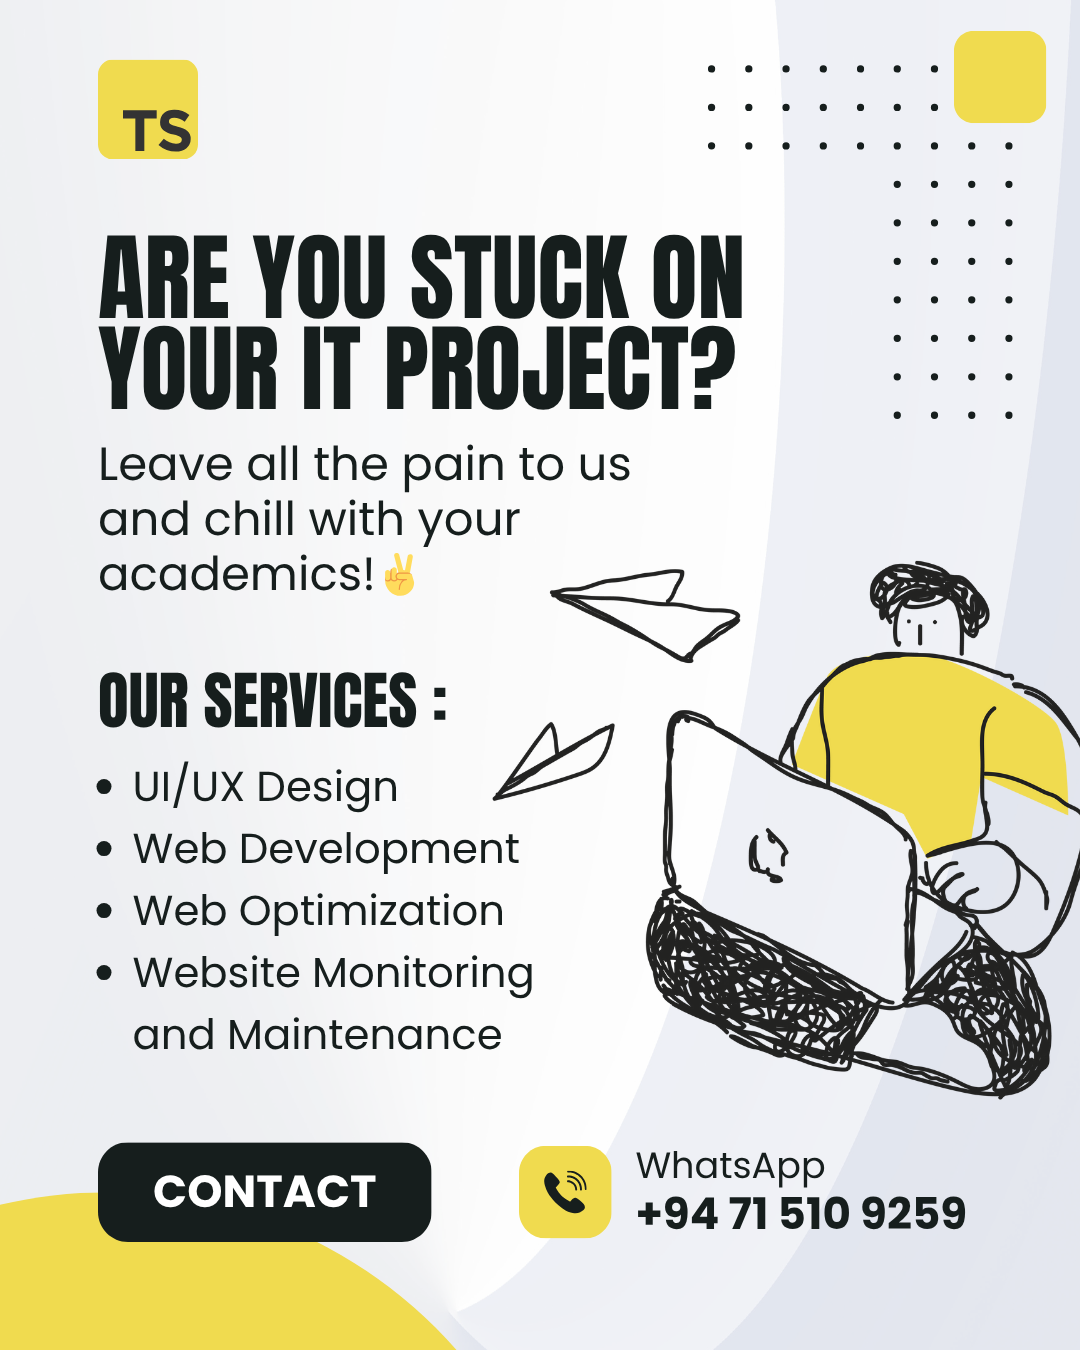 TS
ARE YOU STUCK ON
YOUR IT PROJECT?
Leave all the pain to us
and chill with your
academics!✌
OUR SERVICES :
• UI/UX Design
• Web Development
• Web Optimization
• Website Monitoring
and Maintenance
CONTACT
WhatsApp
+94 71 510 9259